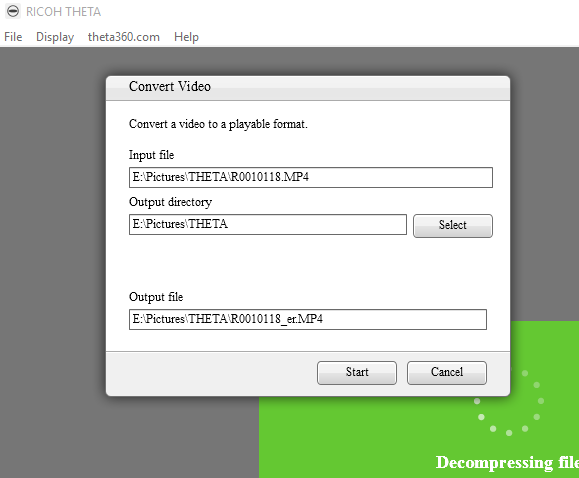 RICOH THETA
File Display theta360.com Help
Convert Video
Convert a video to a playable format.
Input file
E:\Pictures\THETA\R0010118.MP4
Output directory
E:\Pictures\THETA
Select
Output file
E:\Pictures\THETA\R0010118_er.MP4
Start Cancel
Decompressing file